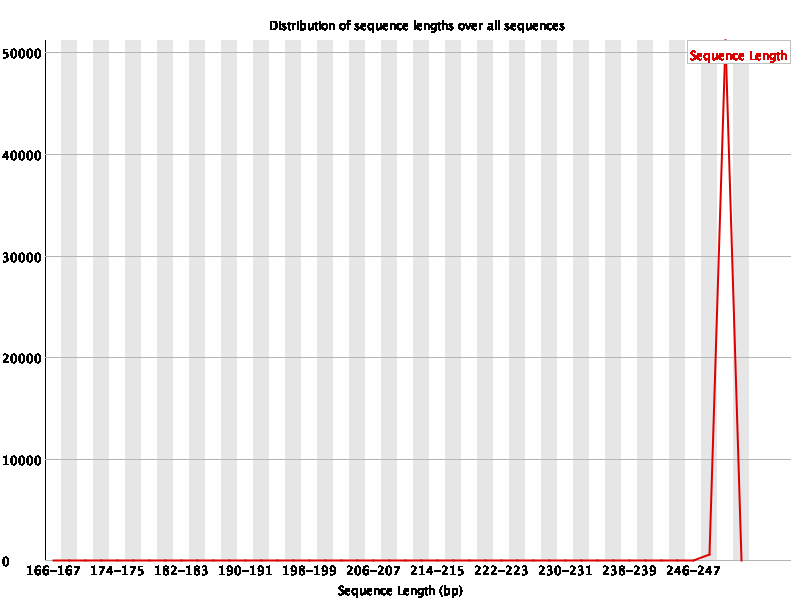 Distribution of sequence lengths over all sequences
Sequence Length
50000
40000
30000
20000
10000
0
166-167 174-175 182-183 190-191 198-199 206-207 214-215 222-223 230-231 238-239 246-247
Sequence Length (bp)